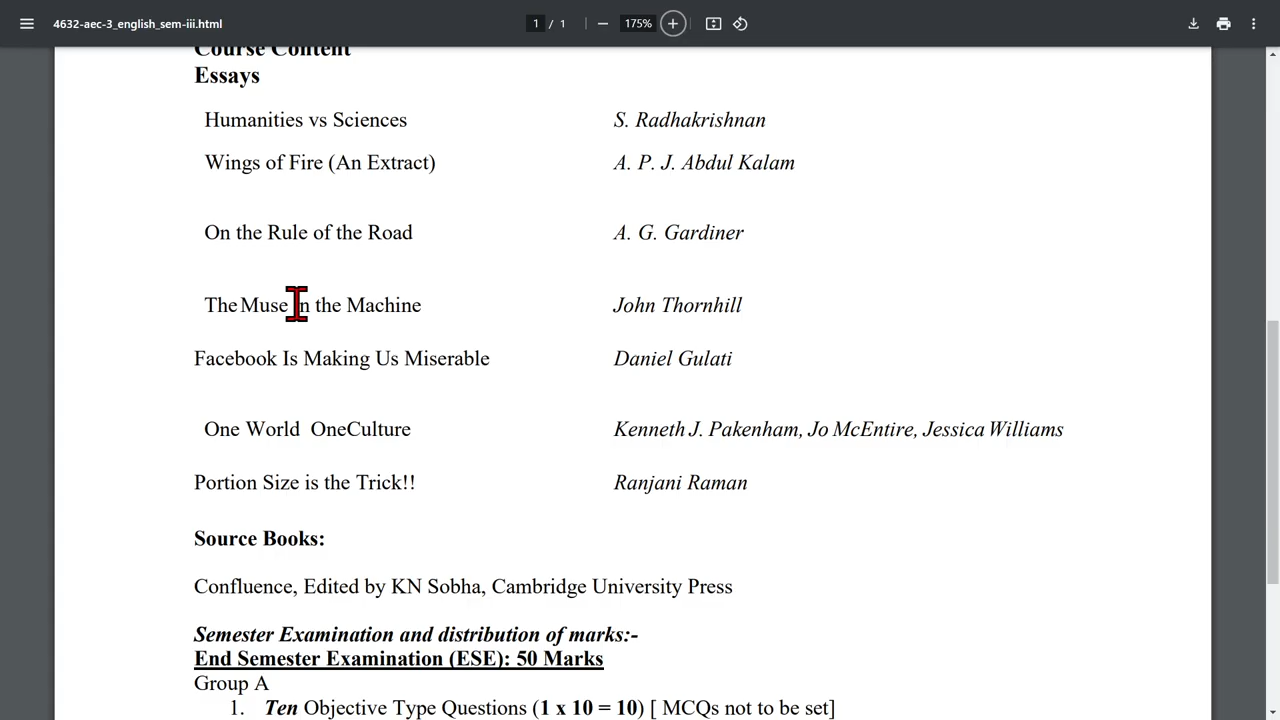 4632-aec-3_english_sem-iii.html
1 / 1
175%
Course Content
Essays
Humanities vs Sciences S. Radhakrishnan
Wings of Fire (An Extract) A. P. J. Abdul Kalam
On the Rule of the Road A. G. Gardiner
The Muse in the Machine John Thornhill
Facebook Is Making Us Miserable Daniel Gulati
One World OneCulture Kenneth J. Pakenham, Jo McEntire, Jessica Williams
Portion Size is the Trick!! Ranjani Raman
Source Books:
Confluence, Edited by KN Sobha, Cambridge University Press
Semester Examination and distribution of marks:-
End Semester Examination (ESE): 50 Marks
Group A
1. Ten Objective Type Questions (1 x 10 = 10) [ MCQs not to be set]